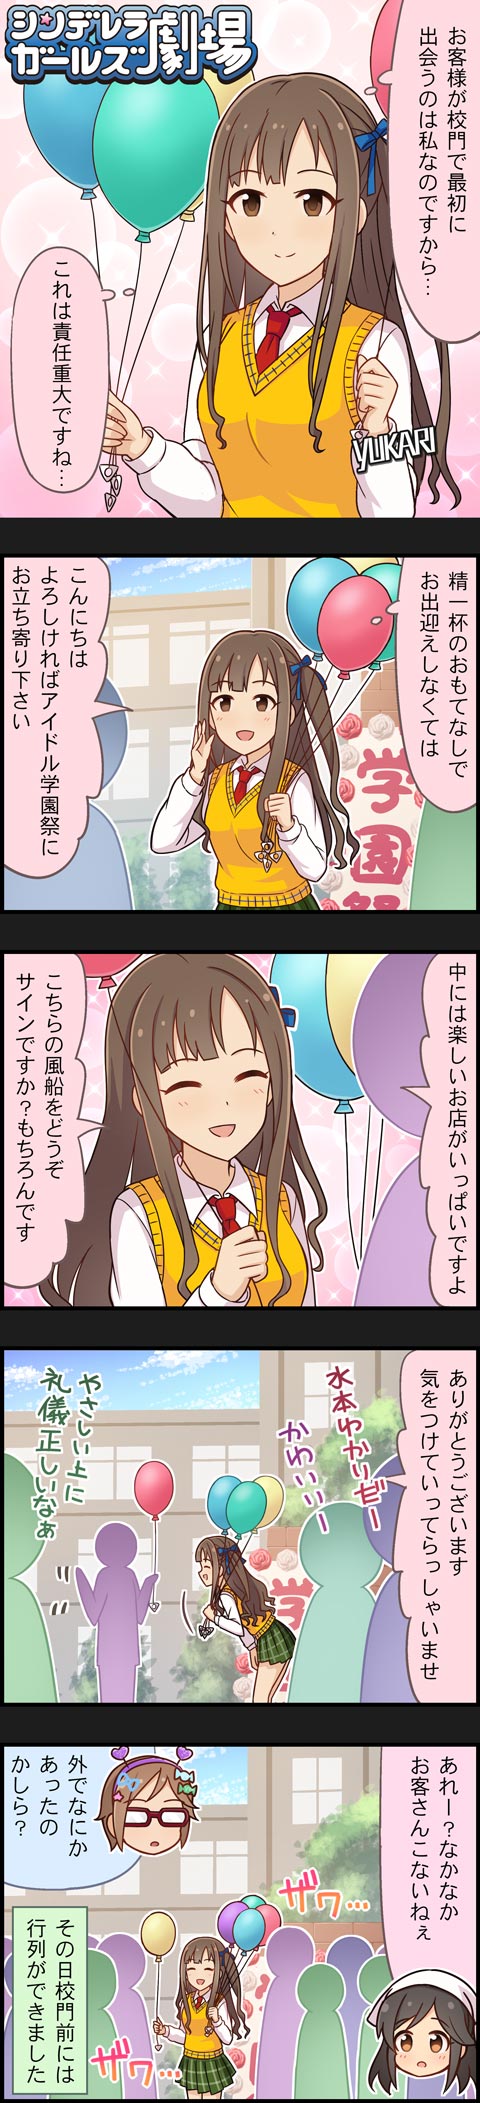 シンデレラ
ガールズ劇場
お客様が校門で最初に
出会うのは私なのですから…
これは責任重大ですね…
YUKARI
精一杯のおもてなしで
お出迎えしなくては
こんにちは
よろしければアイドル学園祭に
お立ち寄り下さい
学園祭
中には楽しいお店がいっぱいですよ
こちらの風船をどうぞ
サインですか？もちろんです
ありがとうございます
気をつけていってらっしゃいませ
水本ゆかりだー
かわいいー
やさしい上に
礼儀正しいなぁ
学
あれー？なかなか
お客さんこないねぇ
外でなにか
あったの
かしら？
ザワ…
ザワ…
その日校門前には
行列ができました